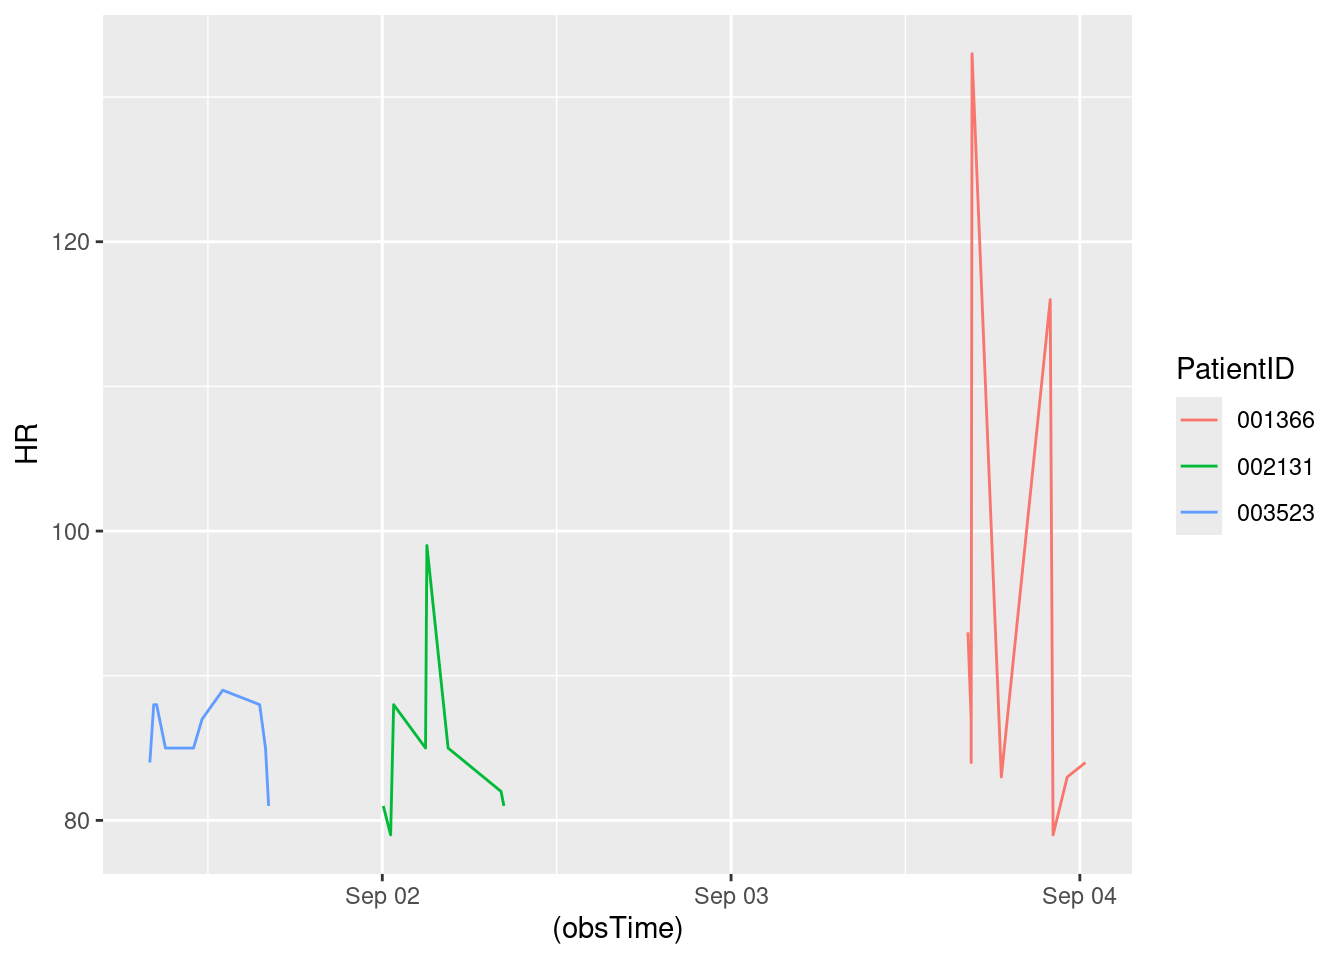 HR
120
100
80
Sep 02
Sep 03
Sep 04
(obsTime)
PatientID
001366
002131
003523